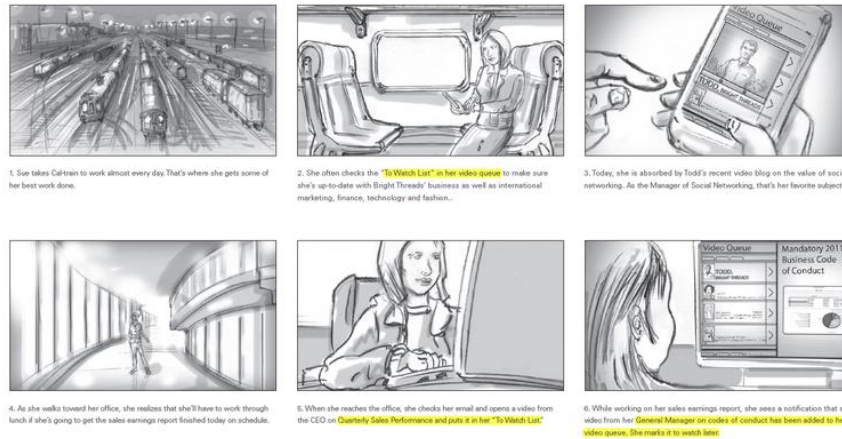 Video Queue
TODD,
BRIGHT THREADS
1. Sue takes Cal-train to work almost every day. That's where she gets some of
her best work done.
2. She often checks the "To Watch List" in her video queue to make sure
she's up-to-date with Bright Threads' business as well as international
marketing, finance, technology and fashion..
3. Today, she is absorbed by Todd's recent video blog on the value of soci
networking. As the Manager of Social Networking, that's her favorite subject
Video Queue
TODD,
BRIGHT THREADS
Mandatory 2011
Business Code
of Conduct
4. As she walks toward her office, she realizes that she'll have to work through
lunch if she's going to get the sales earnings report finished today on schedule.
5. When she reaches the office, she checks her email and opens a video from
the CEO on Quarterly Sales Performance and puts it in her "To Watch List."
6. While working on her sales earnings report, she sees a notification that a
video from her General Manager on codes of conduct has been added to he
video queue. She marks it to watch later.